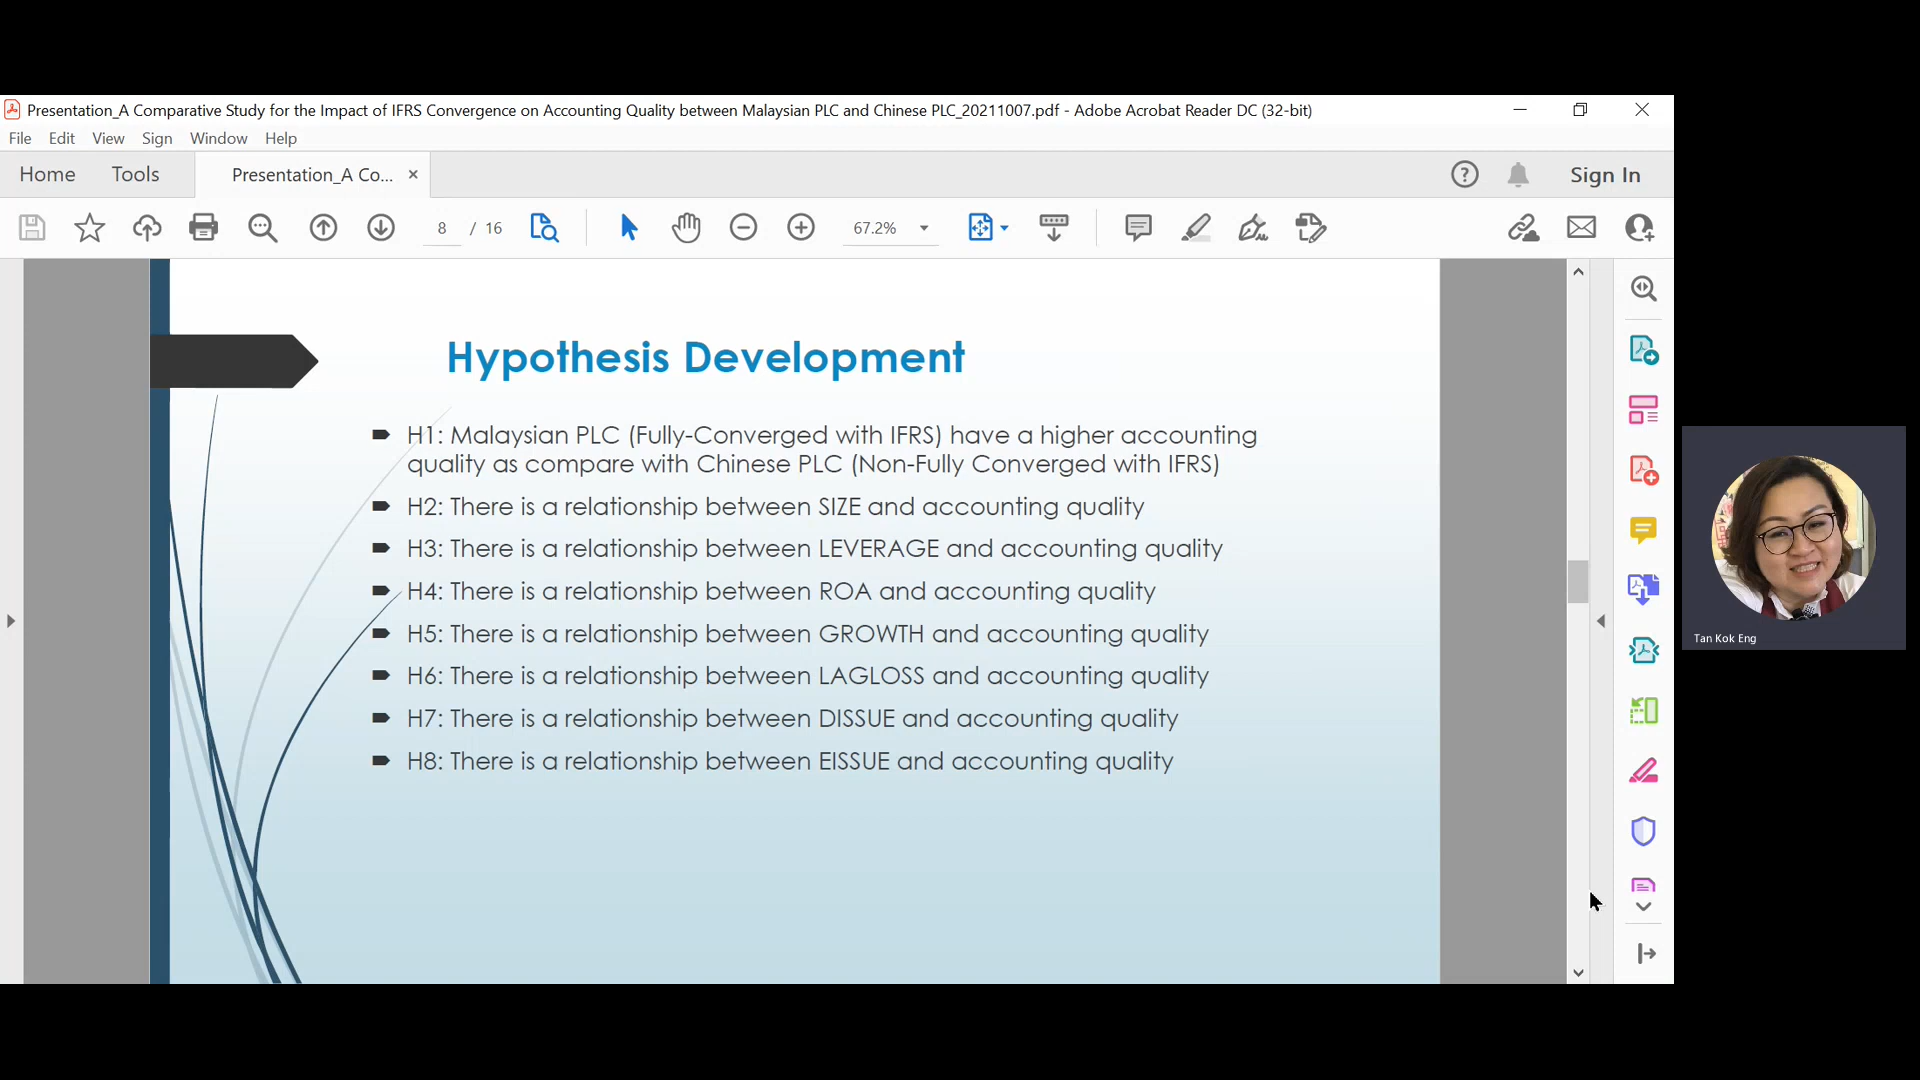 Presentation_A Comparative Study for the Impact of IFRS Convergence on Accounting Quality between Malaysian PLC and Chinese PLC_20211007.pdf - Adobe Acrobat Reader DC (32-bit)
File Edit View Sign Window Help
Home Tools Presentation_A Co... × Sign In
8 / 16 67.2%
Hypothesis Development
H1: Malaysian PLC (Fully-Converged with IFRS) have a higher accounting
quality as compare with Chinese PLC (Non-Fully Converged with IFRS)
H2: There is a relationship between SIZE and accounting quality
H3: There is a relationship between LEVERAGE and accounting quality
H4: There is a relationship between ROA and accounting quality
H5: There is a relationship between GROWTH and accounting quality
H6: There is a relationship between LAGLOSS and accounting quality
H7: There is a relationship between DISSUE and accounting quality
H8: There is a relationship between EISSUE and accounting quality
Tan Kok Eng